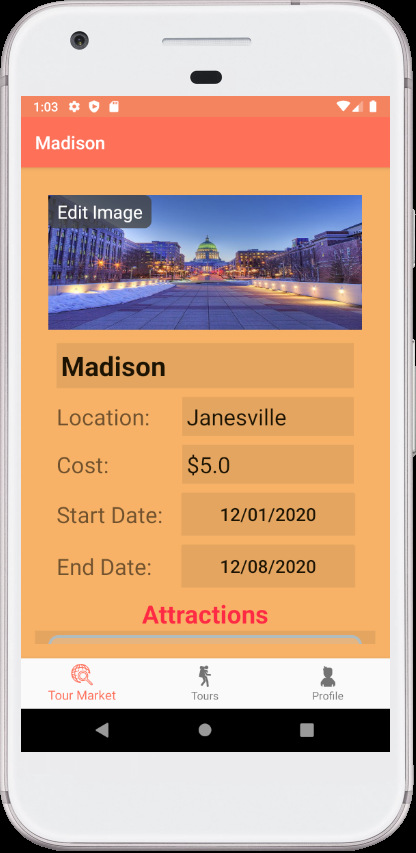 1:03
Madison
Edit Image
Madison
Location: Janesville
Cost: $5.0
Start Date: 12/01/2020
End Date: 12/08/2020
Attractions
Tour Market Tours Profile